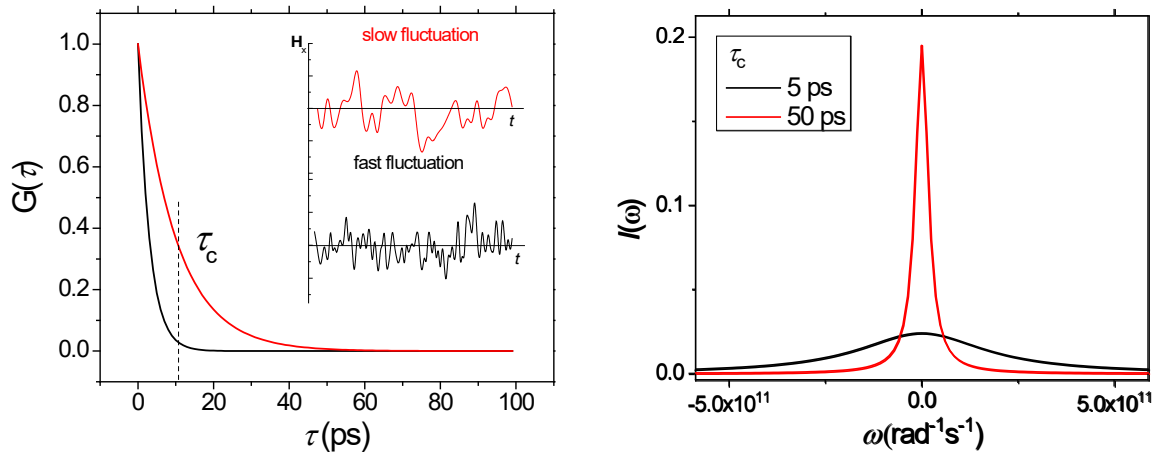 G(τ)
1.0
0.8
0.6
0.4
0.2
0.0
0
20
40
60
80
100
τ(ps)
τc
slow fluctuation
Hx
t
fast fluctuation
t
I(ω)
0.2
0.1
0.0
-5.0x10¹¹
0.0
5.0x10¹¹
ω(rad⁻¹s⁻¹)
τc
5 ps
50 ps